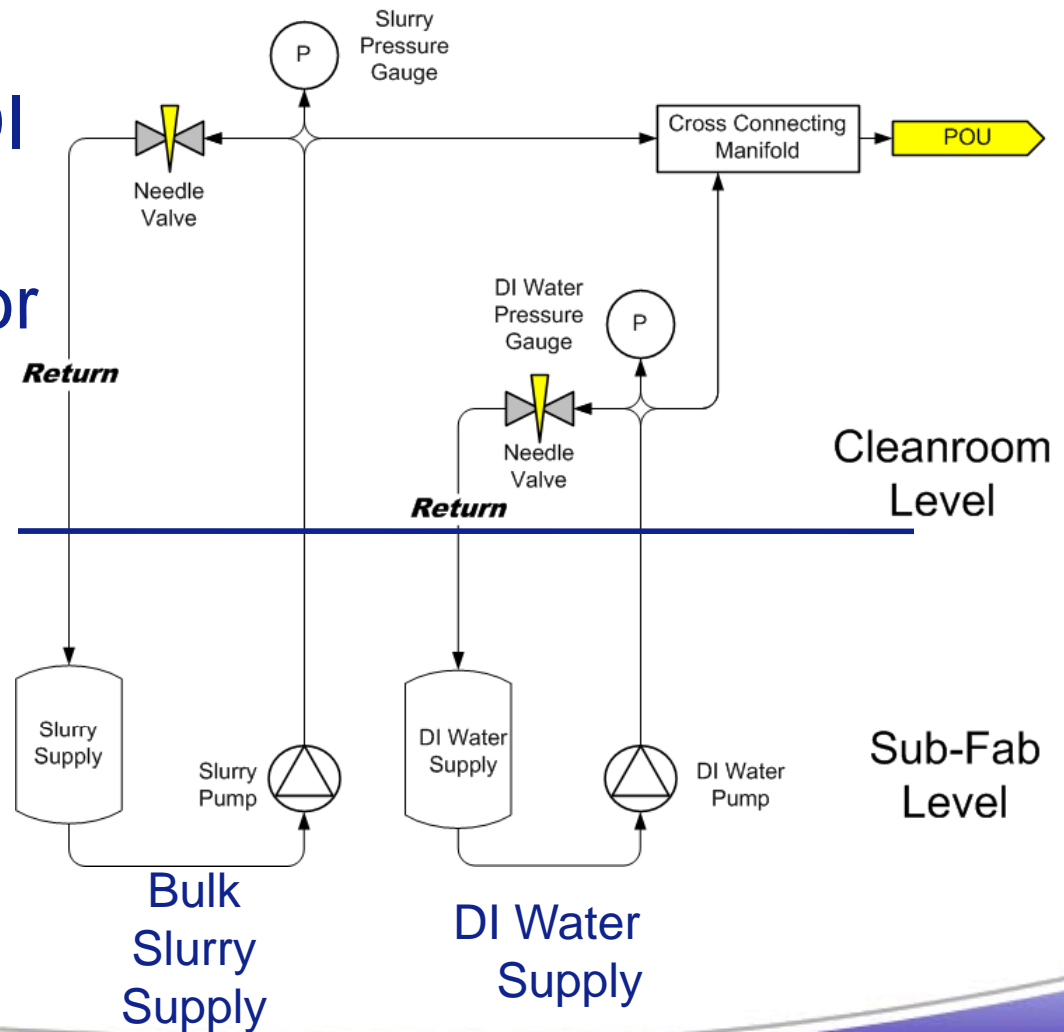 Slurry
Pressure
Gauge
P
Cross Connecting
Manifold
POU
Needle
Valve
or
DI Water
Pressure
Gauge
P
Return
Needle
Valve
Return
Cleanroom
Level
Slurry
Supply
Slurry
Pump
DI Water
Supply
DI Water
Pump
Sub-Fab
Level
Bulk
Slurry
Supply
DI Water
Supply